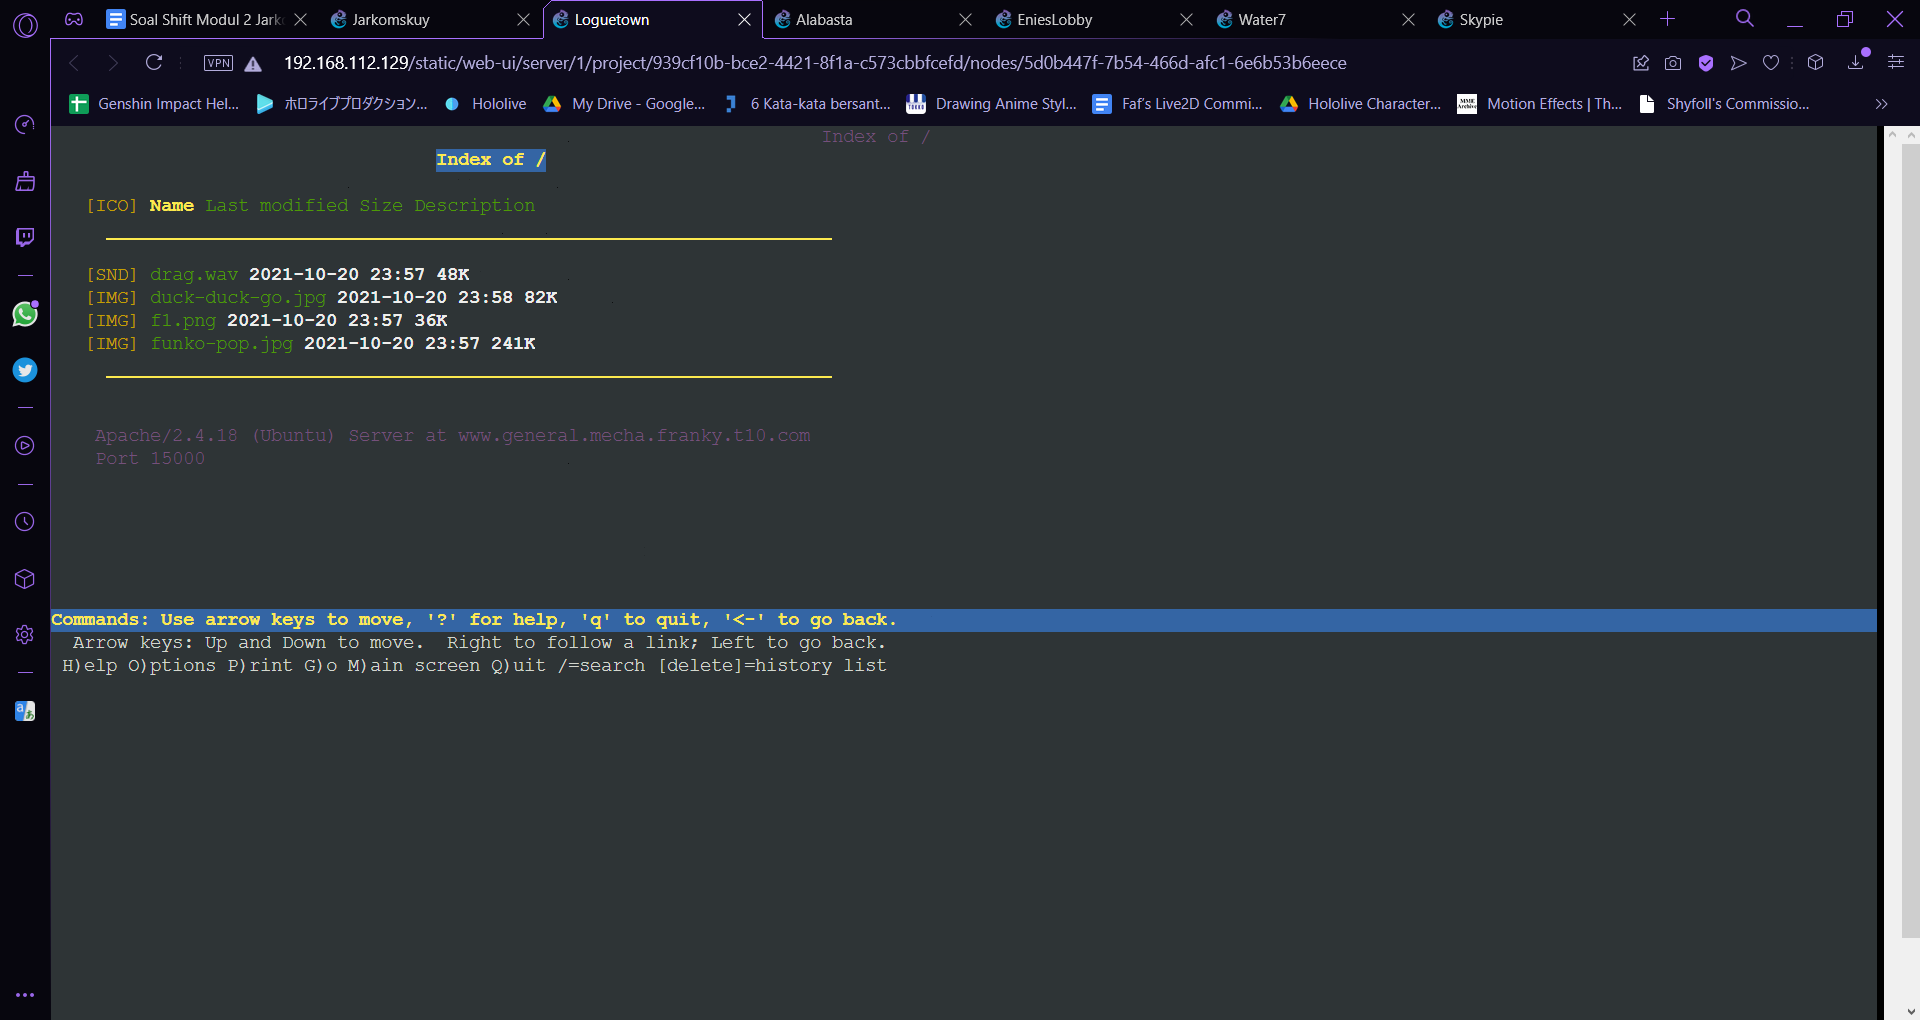 Soal Shift Modul 2 Jark
Jarkomskuy
Loguetown
Alabasta
EniesLobby
Water7
Skypie
VPN
192.168.112.129/static/web-ui/server/1/project/939cf10b-bce2-4421-8f1a-c573cbbfcefd/nodes/5d0b447f-7b54-466d-afc1-6e6b53b6eece
Genshin Impact Hel...
ホロライブプロダクション...
Hololive
My Drive - Google...
6 Kata-kata bersant...
Drawing Anime Styl...
Faf's Live2D Commi...
Hololive Character...
Motion Effects | Th...
Shyfoll's Commissio...
Index of /
Index of /
[ICO] Name Last modified Size Description
[SND] drag.wav 2021-10-20 23:57 48K
[IMG] duck-duck-go.jpg 2021-10-20 23:58 82K
[IMG] f1.png 2021-10-20 23:57 36K
[IMG] funko-pop.jpg 2021-10-20 23:57 241K
Apache/2.4.18 (Ubuntu) Server at www.general.mecha.franky.t10.com
Port 15000
Commands: Use arrow keys to move, '?' for help, 'q' to quit, '<-' to go back.
Arrow keys: Up and Down to move.  Right to follow a link; Left to go back.
H)elp O)ptions P)rint G)o M)ain screen Q)uit /=search [delete]=history list